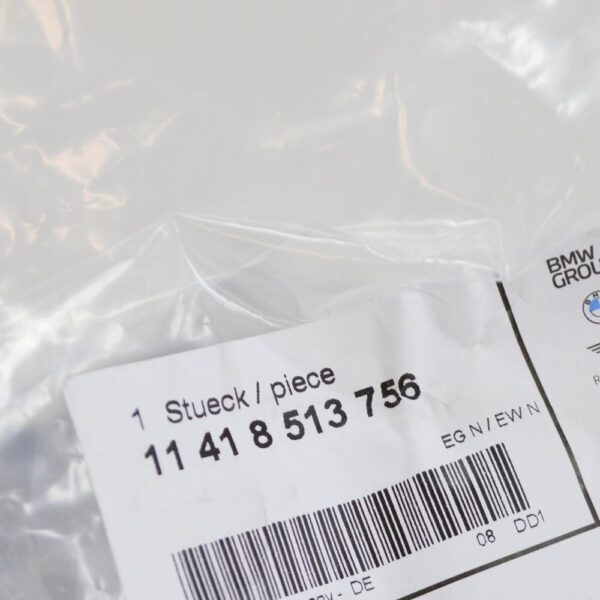 BMW
GROU
1 Stueck / piece
11 41 8 513 756
EG N / EW N
08 DD1
- DE